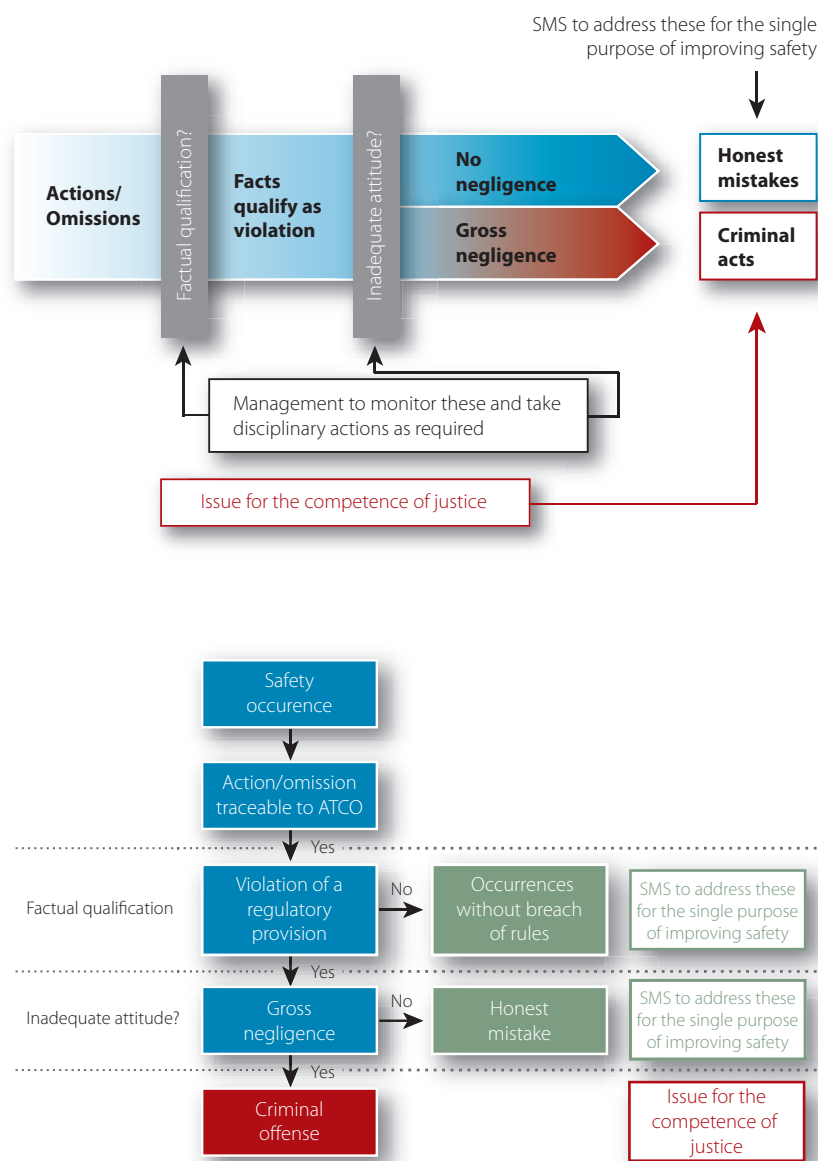 SMS to address these for the single
purpose of improving safety
Factual qualification?
Inadequate attitude?
Actions/
Omissions
Facts
qualify as
violation
No
negligence
Gross
negligence
Honest
mistakes
Criminal
acts
Management to monitor these and take
disciplinary actions as required
Issue for the competence of justice
Safety
occurence
Action/omission
traceable to ATCO
Yes
Factual qualification
Violation of a
regulatory
provision
No
Occurrences
without breach
of rules
SMS to address these
for the single purpose
of improving safety
Yes
Inadequate attitude?
Gross
negligence
No
Honest
mistake
SMS to address these
for the single purpose
of improving safety
Yes
Criminal
offense
Issue for the
competence of
justice